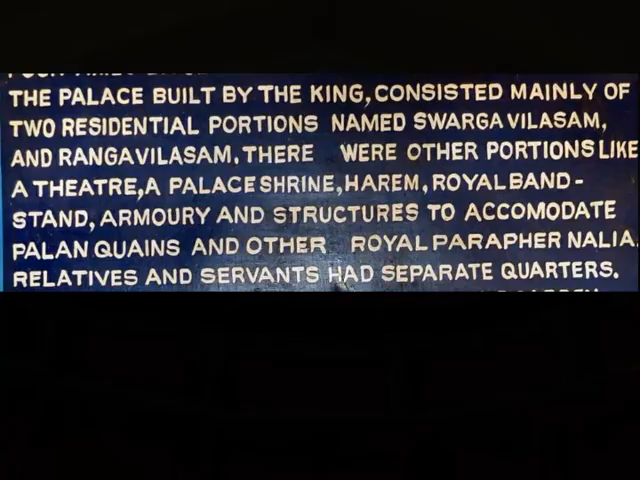 THE PALACE BUILT BY THE KING, CONSISTED MAINLY OF
TWO RESIDENTIAL PORTIONS NAMED SWARGA VILASAM,
AND RANGAVILASAM. THERE WERE OTHER PORTIONS LIKE
A THEATRE, A PALACE SHRINE, HAREM, ROYAL BAND-
STAND, ARMOURY AND STRUCTURES TO ACCOMODATE
PALAN QUAINS AND OTHER ROYAL PARAPHER NALIA
RELATIVES AND SERVANTS HAD SEPARATE QUARTERS.